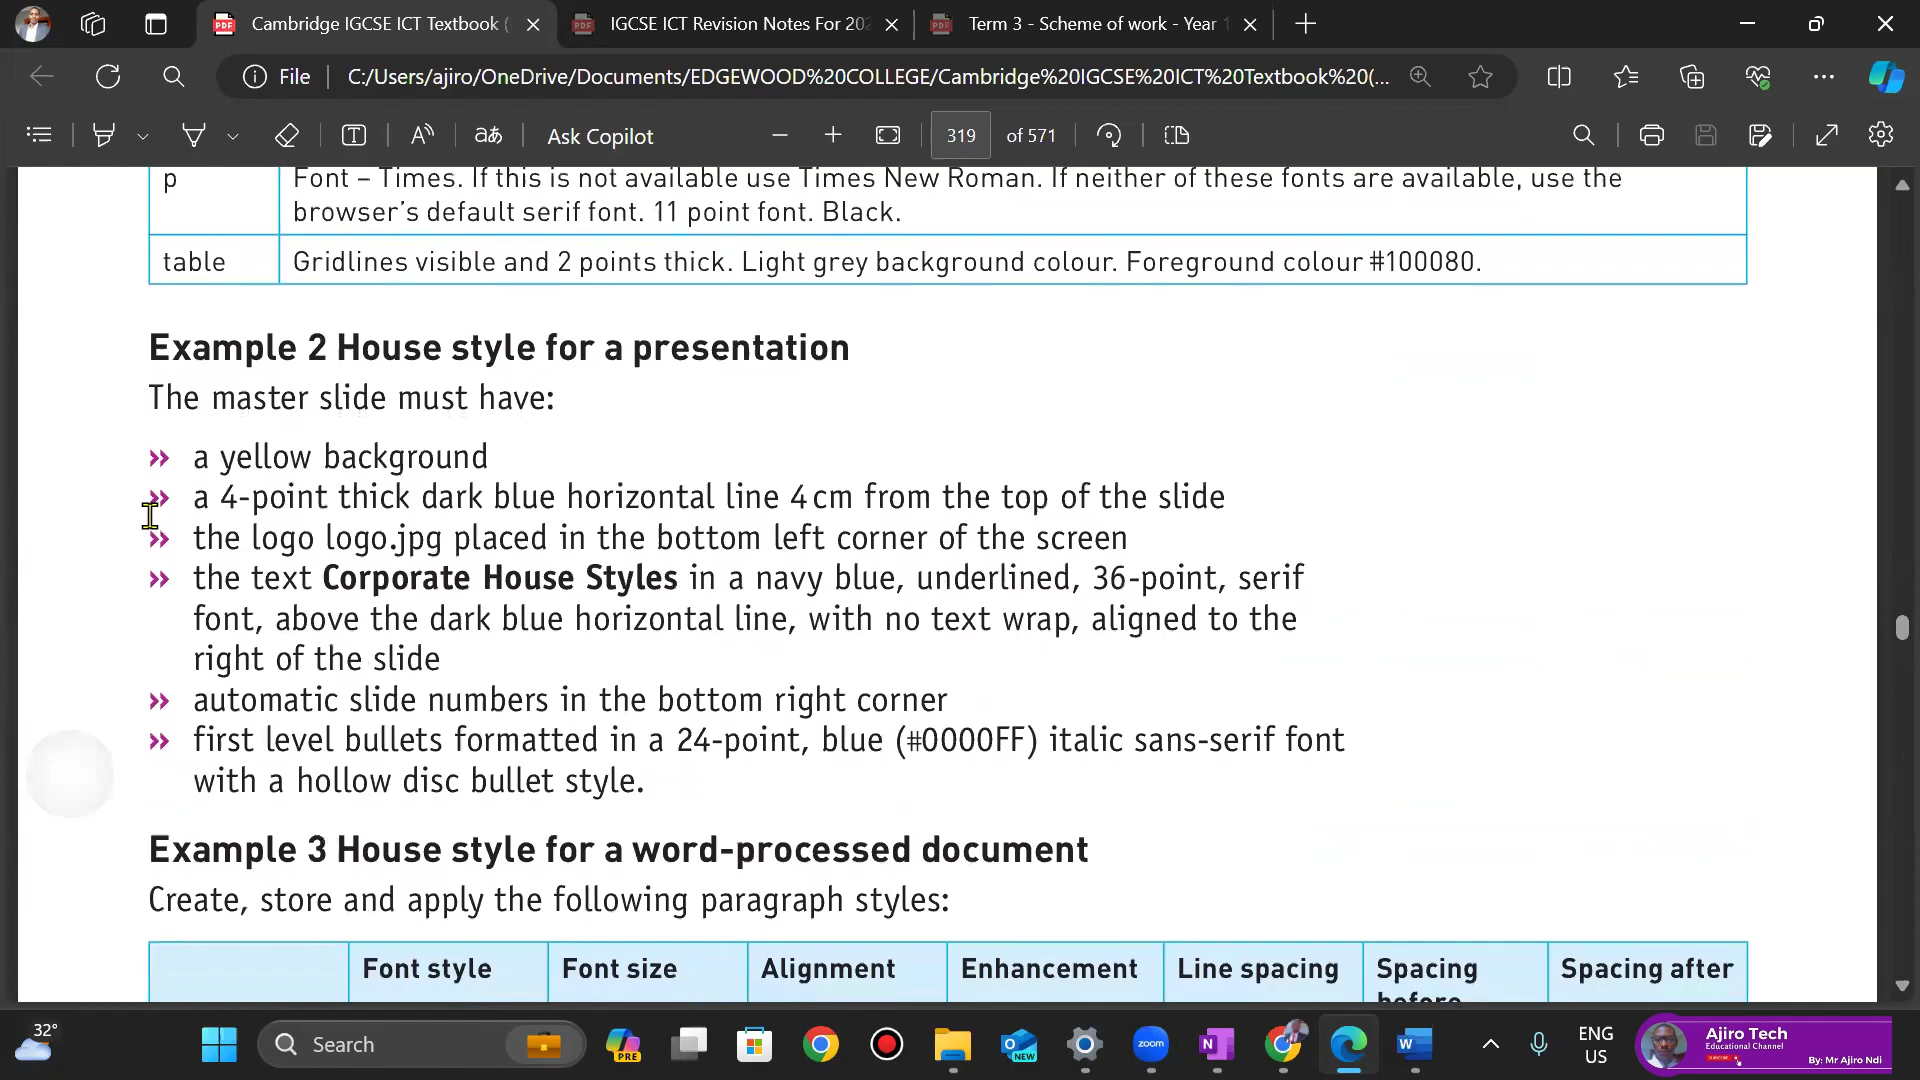 Cambridge IGCSE ICT Textbook (
IGCSE ICT Revision Notes For 202
Term 3 - Scheme of work - Year 1
File
C:/Users/ajiro/OneDrive/Documents/EDGEWOOD%20COLLEGE/Cambridge%20IGCSE%20ICT%20Textbook%20(...
Ask Copilot
319 of 571
p
Font – Times. If this is not available use Times New Roman. If neither of these fonts are available, use the
browser's default serif font. 11 point font. Black.
table
Gridlines visible and 2 points thick. Light grey background colour. Foreground colour #100080.
Example 2 House style for a presentation
The master slide must have:
» a yellow background
» a 4-point thick dark blue horizontal line 4 cm from the top of the slide
» the logo logo.jpg placed in the bottom left corner of the screen
» the text Corporate House Styles in a navy blue, underlined, 36-point, serif
font, above the dark blue horizontal line, with no text wrap, aligned to the
right of the slide
» automatic slide numbers in the bottom right corner
» first level bullets formatted in a 24-point, blue (#0000FF) italic sans-serif font
with a hollow disc bullet style.
Example 3 House style for a word-processed document
Create, store and apply the following paragraph styles:
Font style Font size Alignment Enhancement Line spacing Spacing Spacing after
before
32°
Search
PRE
NEW
zoom
ENG
US
Ajiro Tech
Educational Channel
SUBSCRIBE
By: Mr Ajiro Ndi